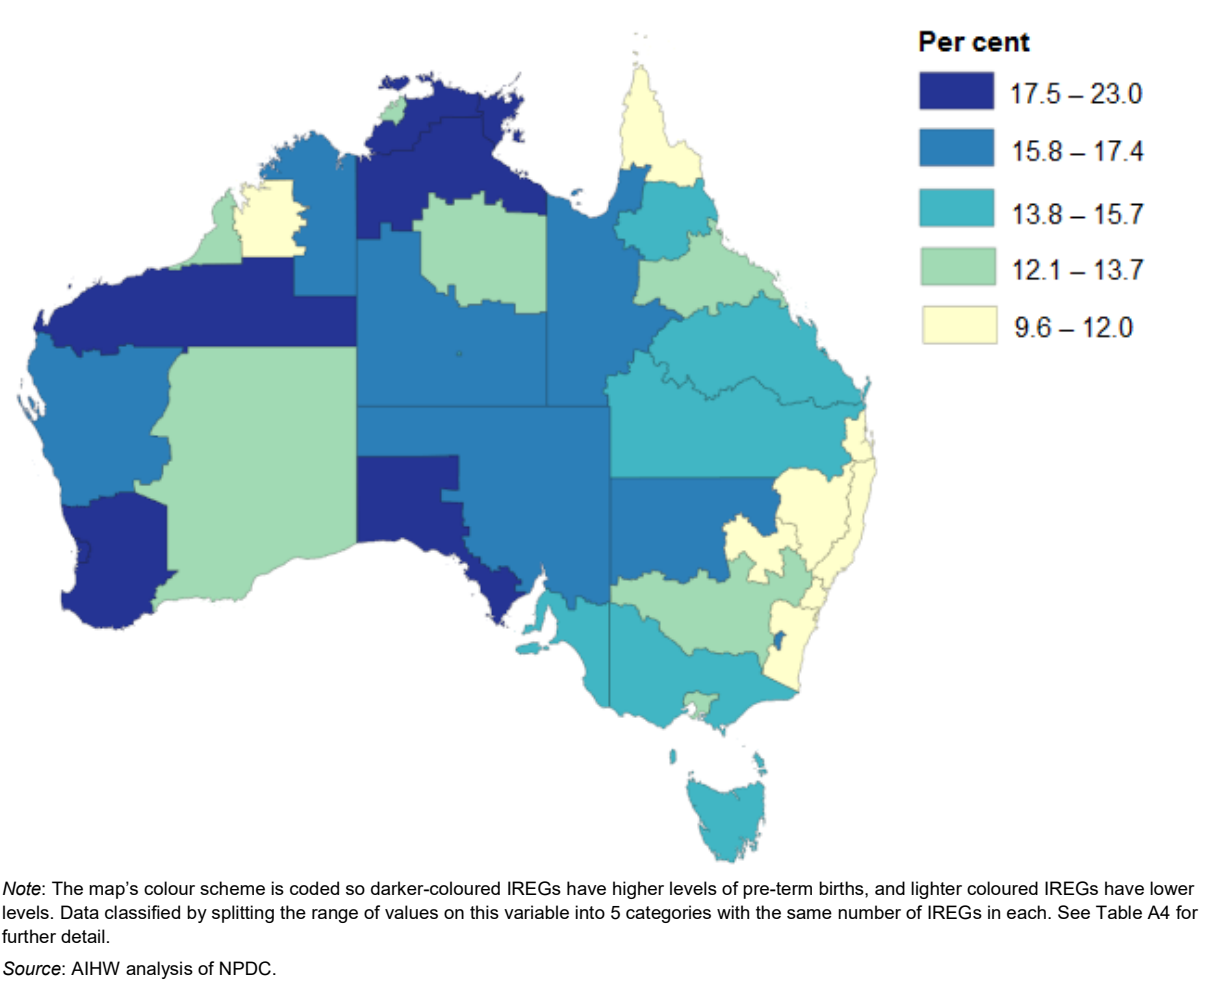 Per cent
17.5 – 23.0
15.8 – 17.4
13.8 – 15.7
12.1 – 13.7
9.6 – 12.0
Note: The map’s colour scheme is coded so darker-coloured IREGs have higher levels of pre-term births, and lighter coloured IREGs have lower
levels. Data classified by splitting the range of values on this variable into 5 categories with the same number of IREGs in each. See Table A4 for
further detail.
Source: AIHW analysis of NPDC.